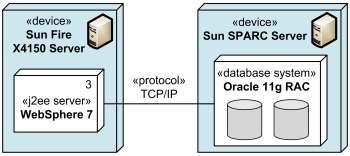 «device»
Sun Fire
X4150 Server
3
«j2ee server»
WebSphere 7
«protocol»
TCP/IP
«device»
Sun SPARC Server
«database system»
Oracle 11g RAC